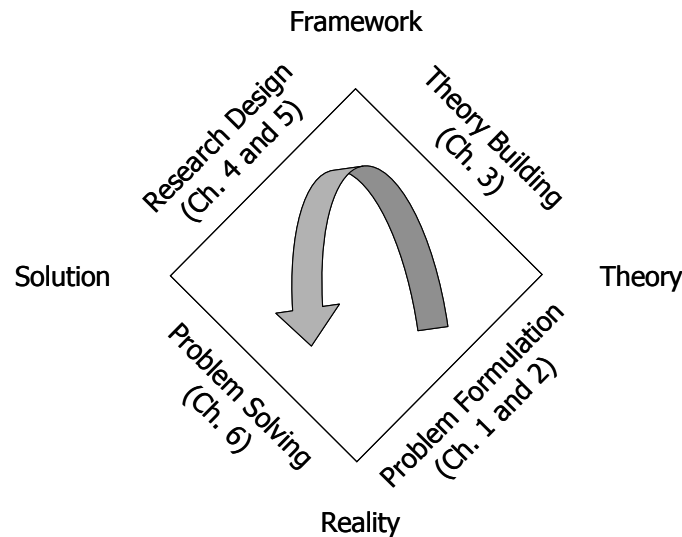 Framework
Research Design
(Ch. 4 and 5)
Theory Building
(Ch. 3)
Solution
Theory
Problem Solving
(Ch. 6)
Problem Formulation
(Ch. 1 and 2)
Reality